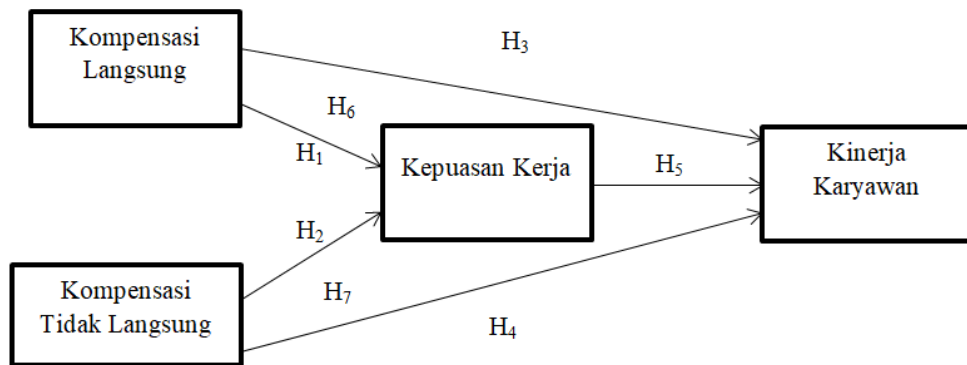 Kompensasi
Langsung
H₃
H₆
H₁
Kepuasan Kerja
H₅
Kinerja
Karyawan
H₂
Kompensasi
Tidak Langsung
H₇
H₄